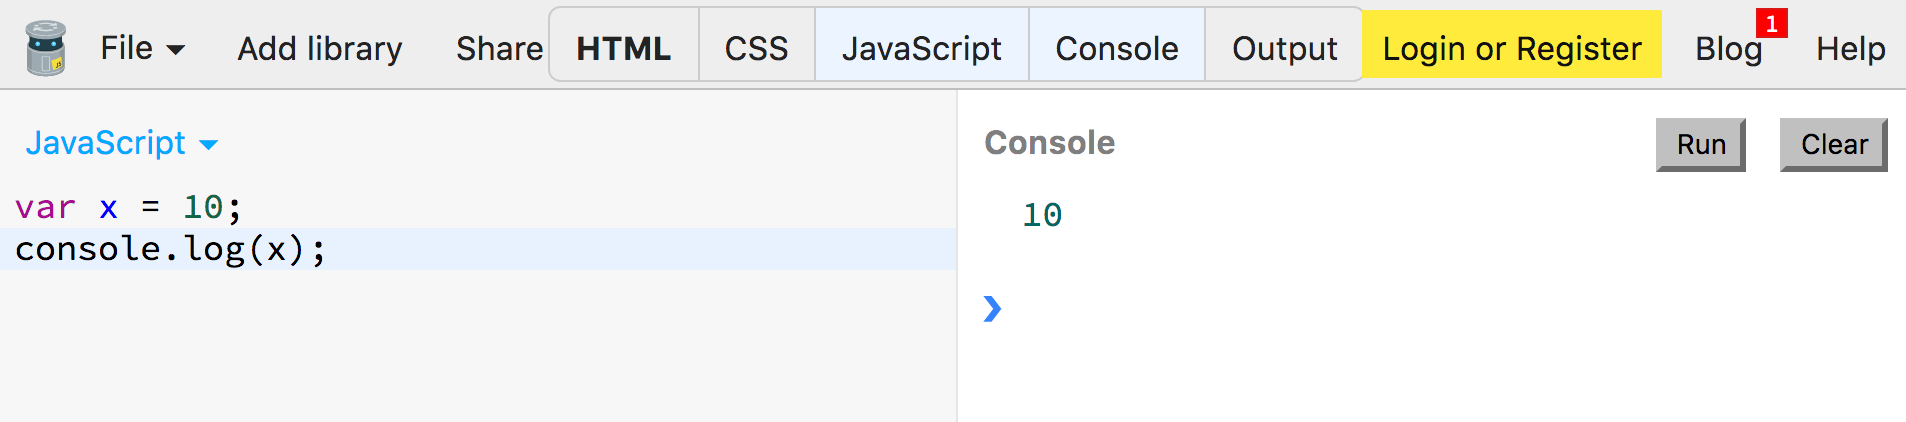 File Add library Share HTML CSS JavaScript Console Output Login or Register Blog 1 Help
JavaScript
var x = 10;
console.log(x);
Console Run Clear
10